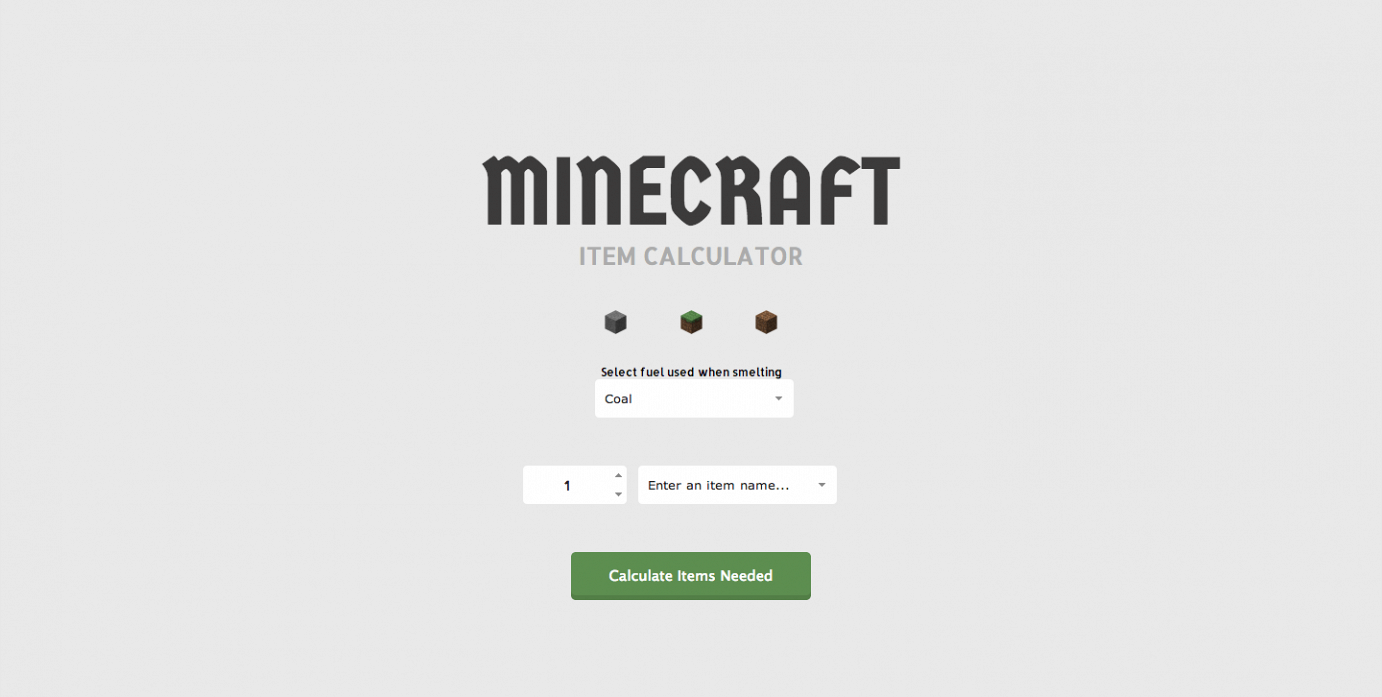 MINECRAFT
ITEM CALCULATOR
Select fuel used when smelting
Coal
1 Enter an item name...
Calculate Items Needed